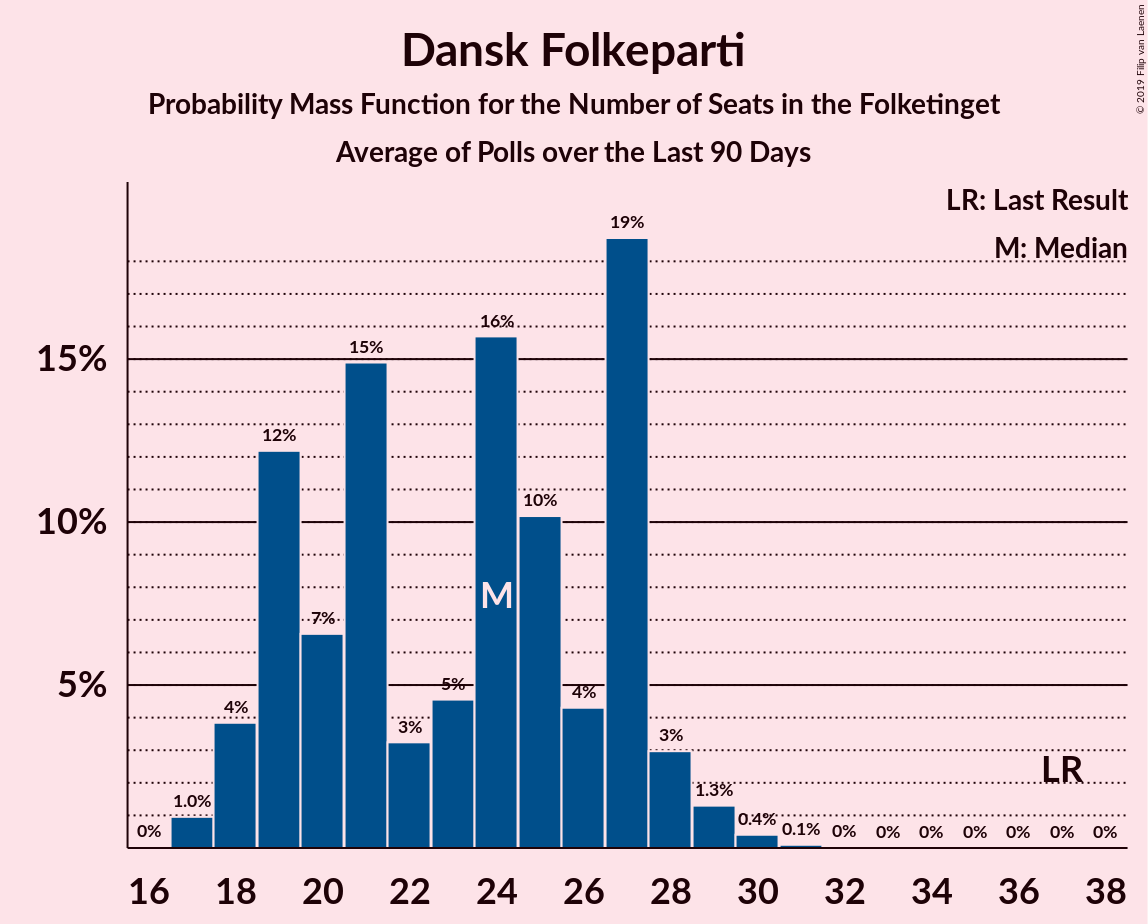 Dansk Folkeparti
Probability Mass Function for the Number of Seats in the Folketinget
Average of Polls over the Last 90 Days
© 2019 Filip van Laenen
LR: Last Result
M: Median
15%
10%
5%
0%
1.0%
4%
12%
7%
15%
3%
5%
16%
10%
4%
19%
3%
1.3%
0.4%
0.1%
0%
0%
0%
0%
0%
0%
0%
M
LR
16 18 20 22 24 26 28 30 32 34 36 38